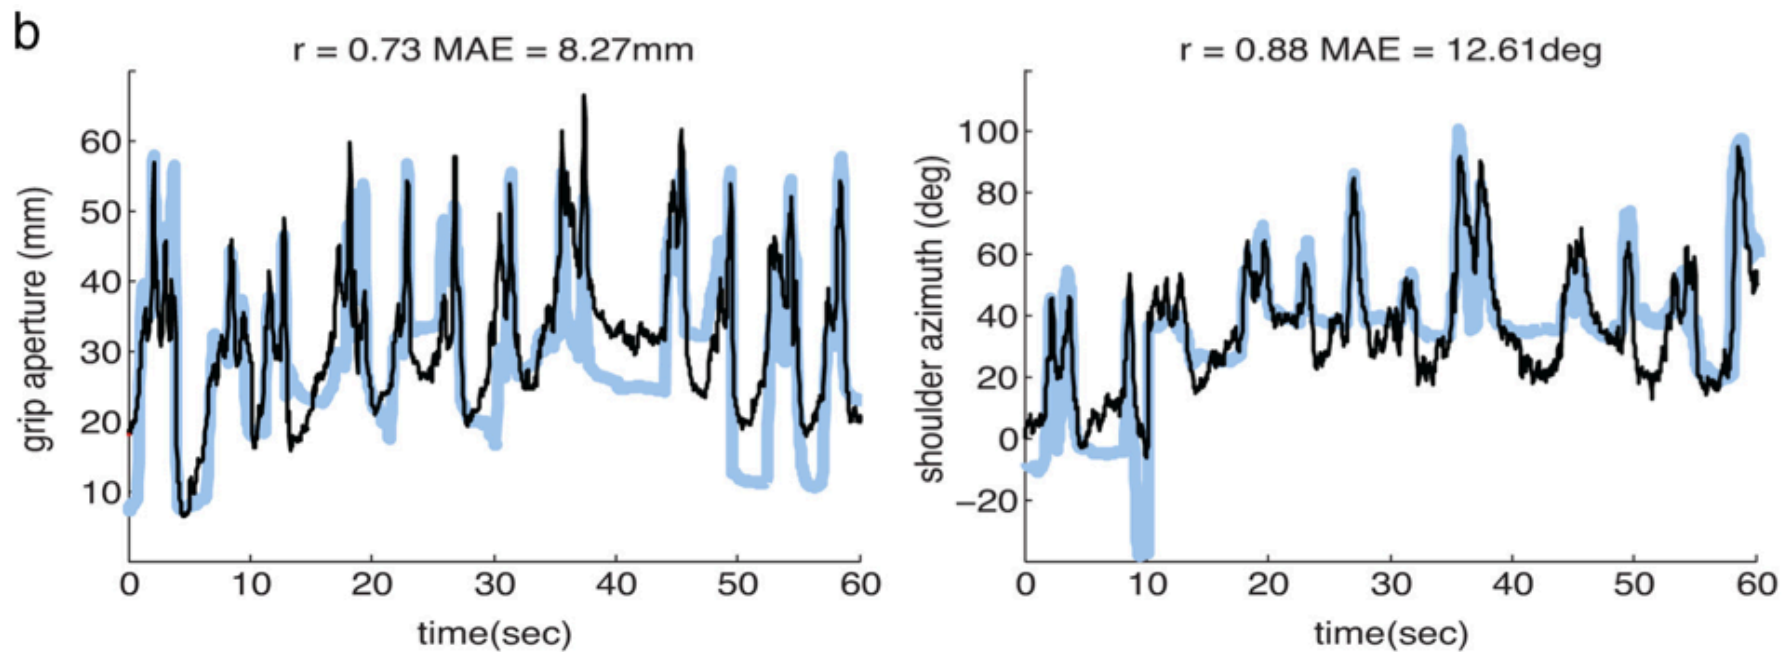 b
r = 0.73 MAE = 8.27mm
grip aperture (mm)
60
50
40
30
20
10
0 10 20 30 40 50 60
time(sec)
r = 0.88 MAE = 12.61deg
shoulder azimuth (deg)
100
80
60
40
20
0
−20
0 10 20 30 40 50 60
time(sec)